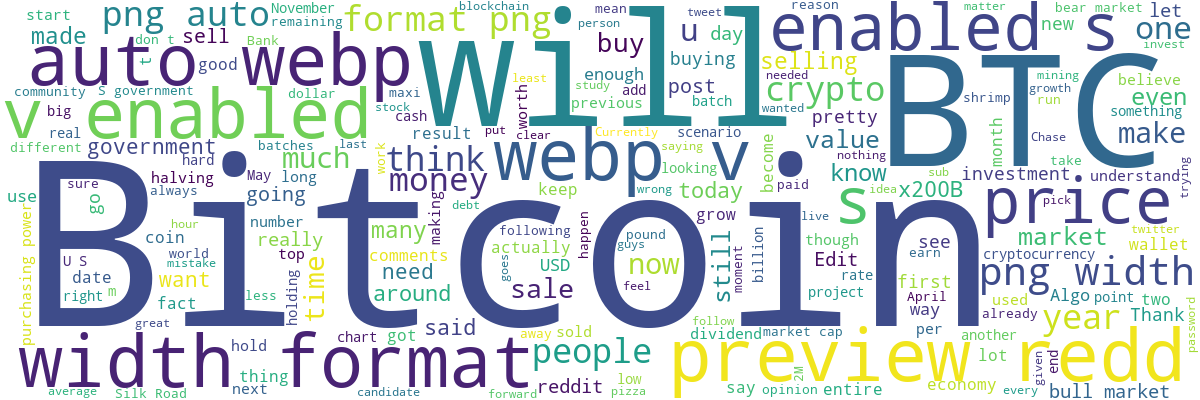 start
png auto
November
remaining
blockchain
format png
mean
person
tweet
reason
enabled s
matter
bear market
let
new
one
invest
made
don t
t
sell
Bank
will
buy
u
day
auto webp
good
maxi
least
enough
add
buying
post
selling
crypto
needed
BTC
mining
growth
run
believe
even
something
community
S government
dollar
stock
cash
study
previous
batch
wanted
shrimp
big
v enabled
worth
pretty
month
make
real
different
government
batches
last
result
put
clear
Currently
scenario
saying
value
Chase
nothing
take
hard
halving
much
work
think
webp v
looking
become
know
sub
understand
trying
use
sure
go
always
May
long
going
money
keep
wrong
today
paid
idea
s
x200B
investment
pick
price
purchasing power
Bitcoin
hour
coin
number
debt
making
many
following
happen
pound
guys
grow
live
though
see
earn
market
twitter
wallet
world
mistake
really
top
comments
actually
USD
now
still
moment
billion
Edit
cryptocurrency
U S
date
right
m
want
fact
less
holding
time
need
around
goes
feel
rate
project
first
April
way
used
already
png width
Algo
point
two
year
Thank
great
chart
got
said
sale
away
sold
follow
dividend
market cap
per
another
password
width format
hold
thing
next
people
reddit
low
pizza
preview redd
say
opinion
2M
entire
economy
lot
given
end
every
bull market
average
Silk Road
candidate
forward